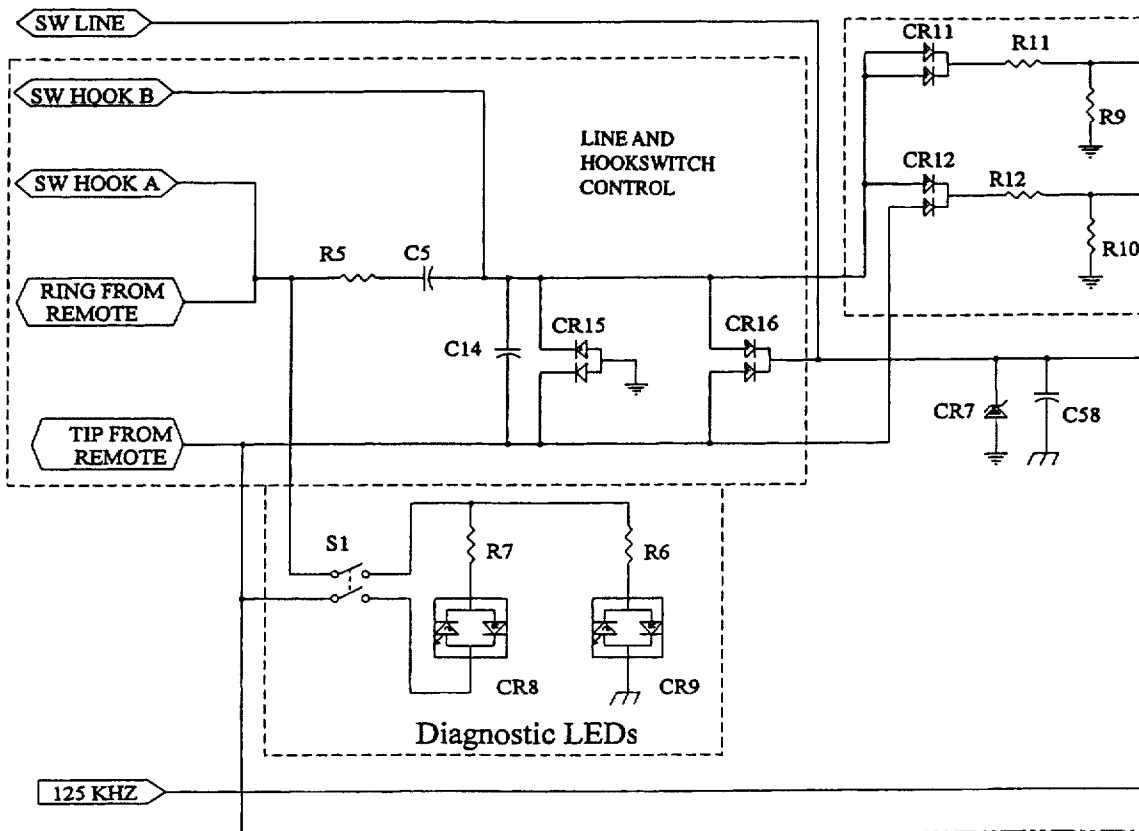 SW LINE
CR11
R11
SW HOOK B
R9
LINE AND
HOOKSWITCH
CONTROL
CR12
SW HOOK A
R12
R5
C5
R10
RING FROM
REMOTE
CR15
CR16
C14
CR7
C58
TIP FROM
REMOTE
S1
R7
R6
CR8
CR9
Diagnostic LEDs
125 KHZ